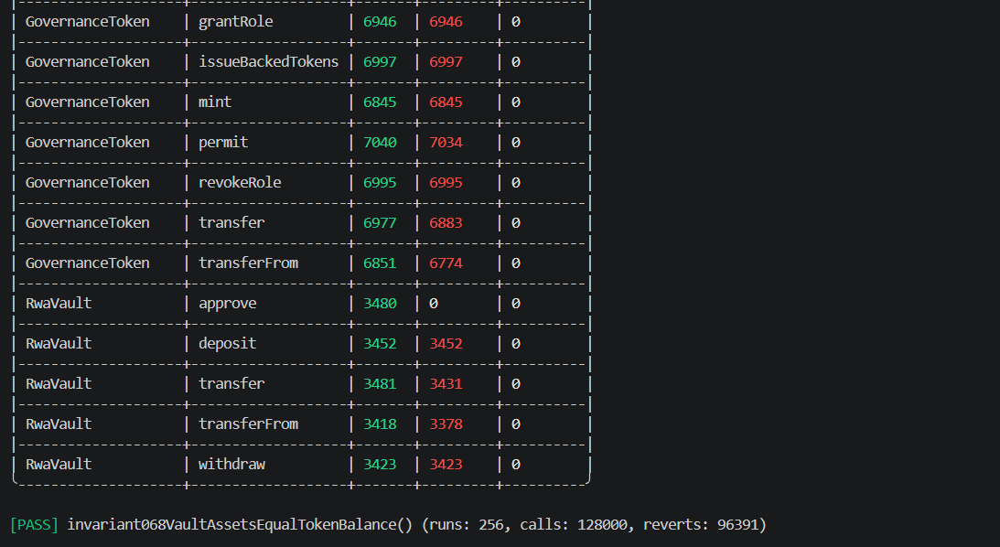 | GovernanceToken | grantRole | 6946 | 6946 | 0 |
| GovernanceToken | issueBackedTokens | 6997 | 6997 | 0 |
| GovernanceToken | mint | 6845 | 6845 | 0 |
| GovernanceToken | permit | 7040 | 7034 | 0 |
| GovernanceToken | revokeRole | 6995 | 6995 | 0 |
| GovernanceToken | transfer | 6977 | 6883 | 0 |
| GovernanceToken | transferFrom | 6851 | 6774 | 0 |
| RwaVault | approve | 3480 | 0 | 0 |
| RwaVault | deposit | 3452 | 3452 | 0 |
| RwaVault | transfer | 3481 | 3431 | 0 |
| RwaVault | transferFrom | 3418 | 3378 | 0 |
| RwaVault | withdraw | 3423 | 3423 | 0 |
[PASS] invariant068VaultAssetsEqualTokenBalance() (runs: 256, calls: 128000, reverts: 96391)